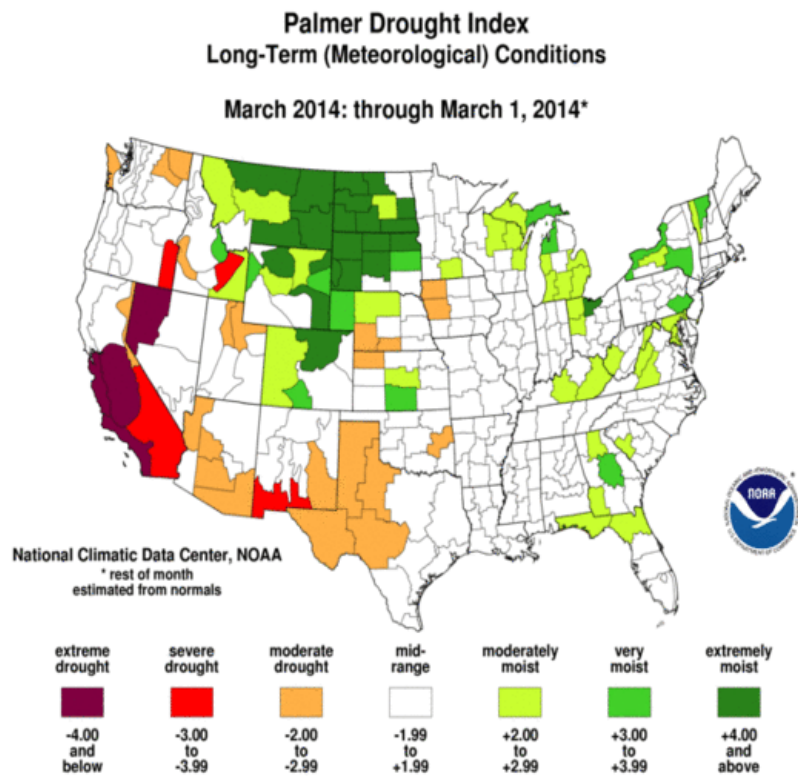 Palmer Drought Index
Long-Term (Meteorological) Conditions
March 2014: through March 1, 2014*
National Climatic Data Center, NOAA
* rest of month
estimated from normals
NOAA
extreme
drought
-4.00
and
below
severe
drought
-3.00
to
-3.99
moderate
drought
-2.00
to
-2.99
mid-
range
-1.99
to
+1.99
moderately
moist
+2.00
to
+2.99
very
moist
+3.00
to
+3.99
extremely
moist
+4.00
and
above